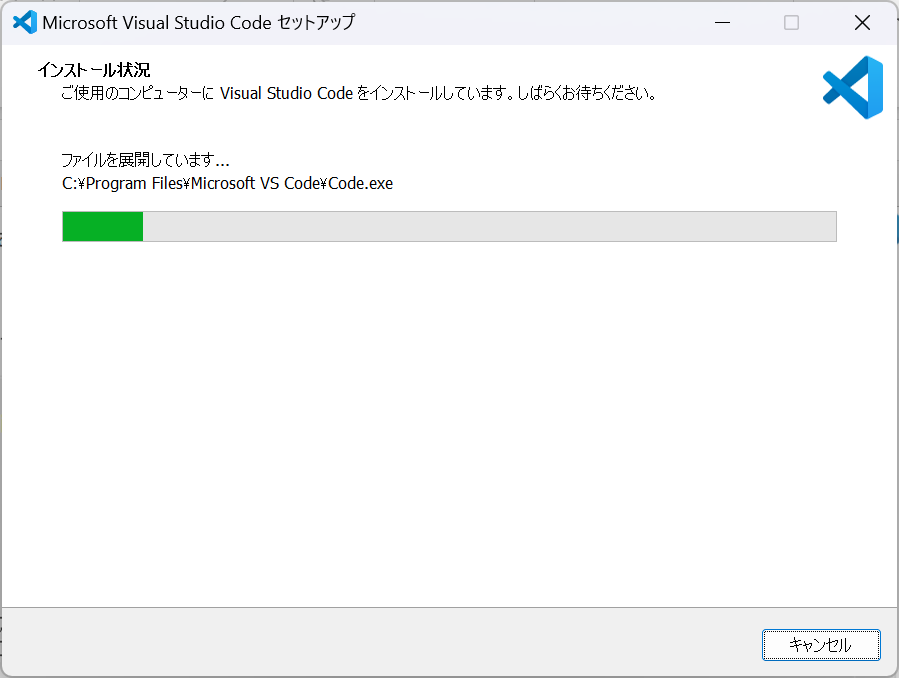 Microsoft Visual Studio Code セットアップ
インストール状況
ご使用のコンピューターに Visual Studio Code をインストールしています。しばらくお待ちください。
ファイルを展開しています...
C:¥Program Files¥Microsoft VS Code¥Code.exe
キャンセル